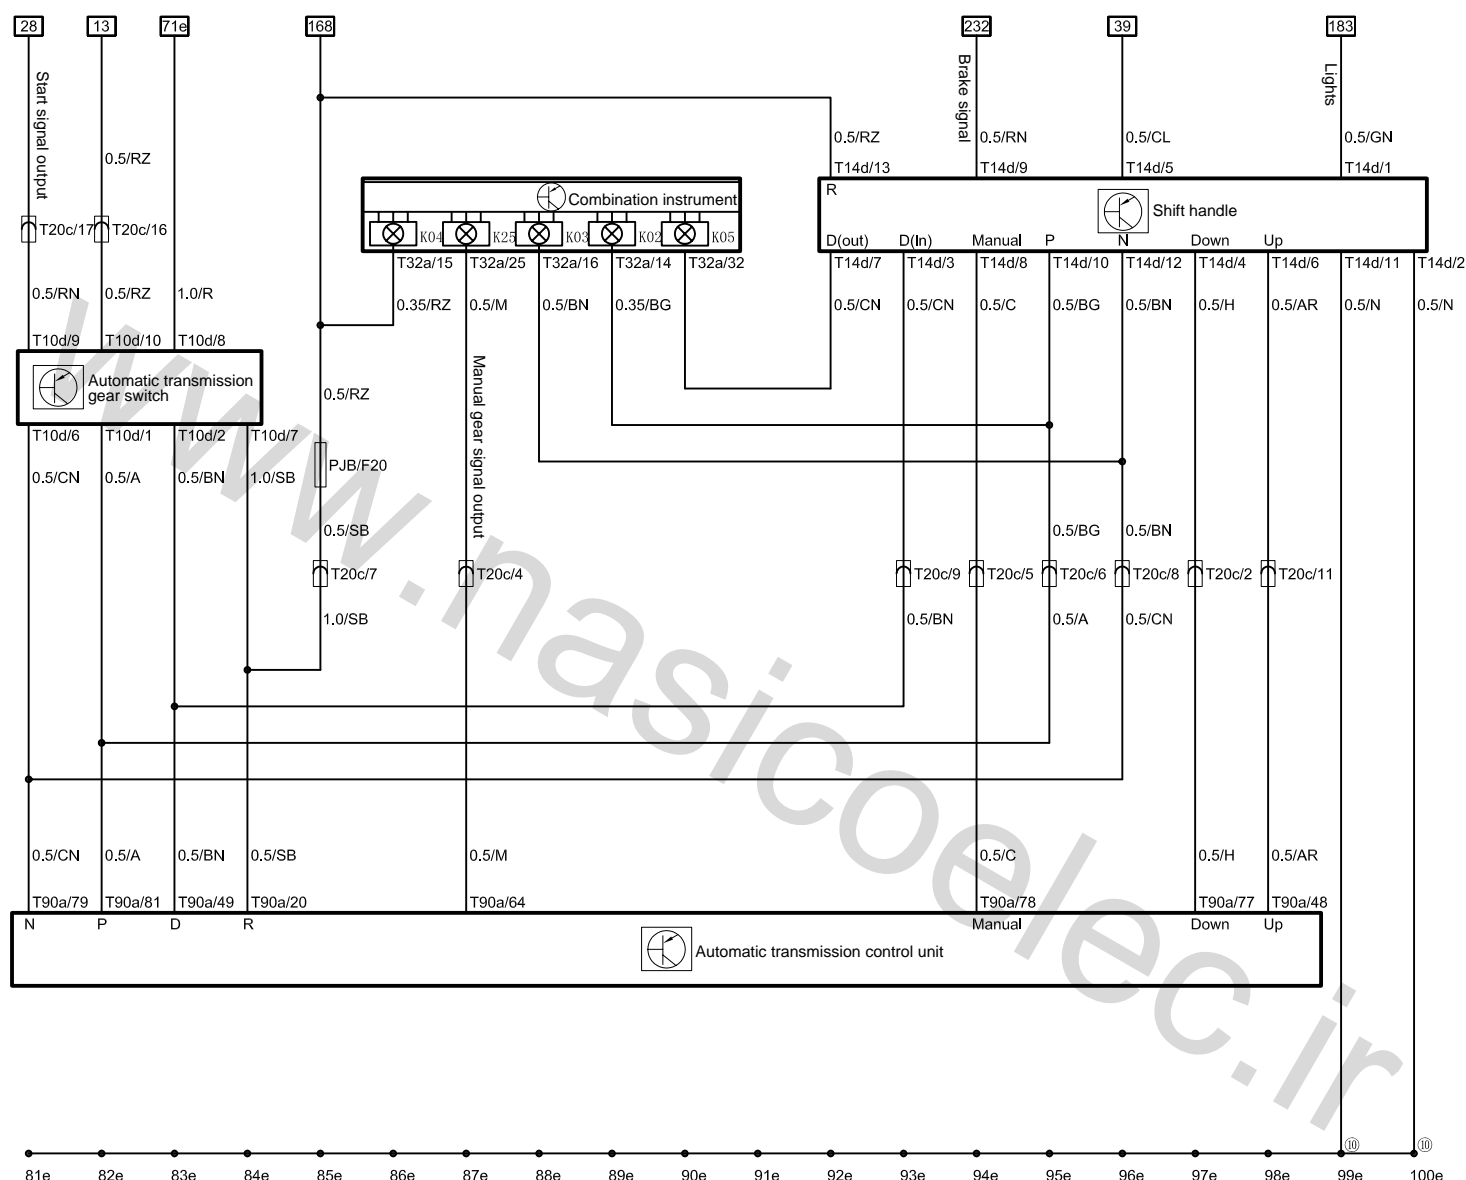 28 13 71e 168 232 39 183
Start signal output
Brake signal
Lights
0.5/RZ 0.5/RN 0.5/CL 0.5/GN
0.5/RZ
T14d/13 T14d/9 T14d/5 T14d/1
R
Combination instrument
Shift handle
T20c/17 T20c/16
K04 K25 K03 K02 K05
D(out) D(In) Manual P N Down Up
T32a/15 T32a/25 T32a/16 T32a/14 T32a/32 T14d/7 T14d/3 T14d/8 T14d/10 T14d/12 T14d/4 T14d/6 T14d/11 T14d/2
0.5/RN 0.5/RZ 1.0/R
0.35/RZ 0.5/M 0.5/BN 0.35/BG 0.5/CN 0.5/CN 0.5/C 0.5/BG 0.5/BN 0.5/H 0.5/AR 0.5/N 0.5/N
T10d/9 T10d/10 T10d/8
Automatic transmission
gear switch
0.5/RZ
Manual gear signal output
T10d/6 T10d/1 T10d/2 T10d/7
PJB/F20
0.5/CN 0.5/A 0.5/BN 1.0/SB
0.5/SB 0.5/BG 0.5/BN
T20c/7 T20c/4 T20c/9 T20c/5 T20c/6 T20c/8 T20c/2 T20c/11
1.0/SB 0.5/BN 0.5/A 0.5/CN
0.5/CN 0.5/A 0.5/BN 0.5/SB 0.5/M 0.5/C 0.5/H 0.5/AR
T90a/79 T90a/81 T90a/49 T90a/20 T90a/64 T90a/78 T90a/77 T90a/48
N P D R Manual Down Up
Automatic transmission control unit
www.nasicoelec.ir
⑩ ⑩
81e 82e 83e 84e 85e 86e 87e 88e 89e 90e 91e 92e 93e 94e 95e 96e 97e 98e 99e 100e